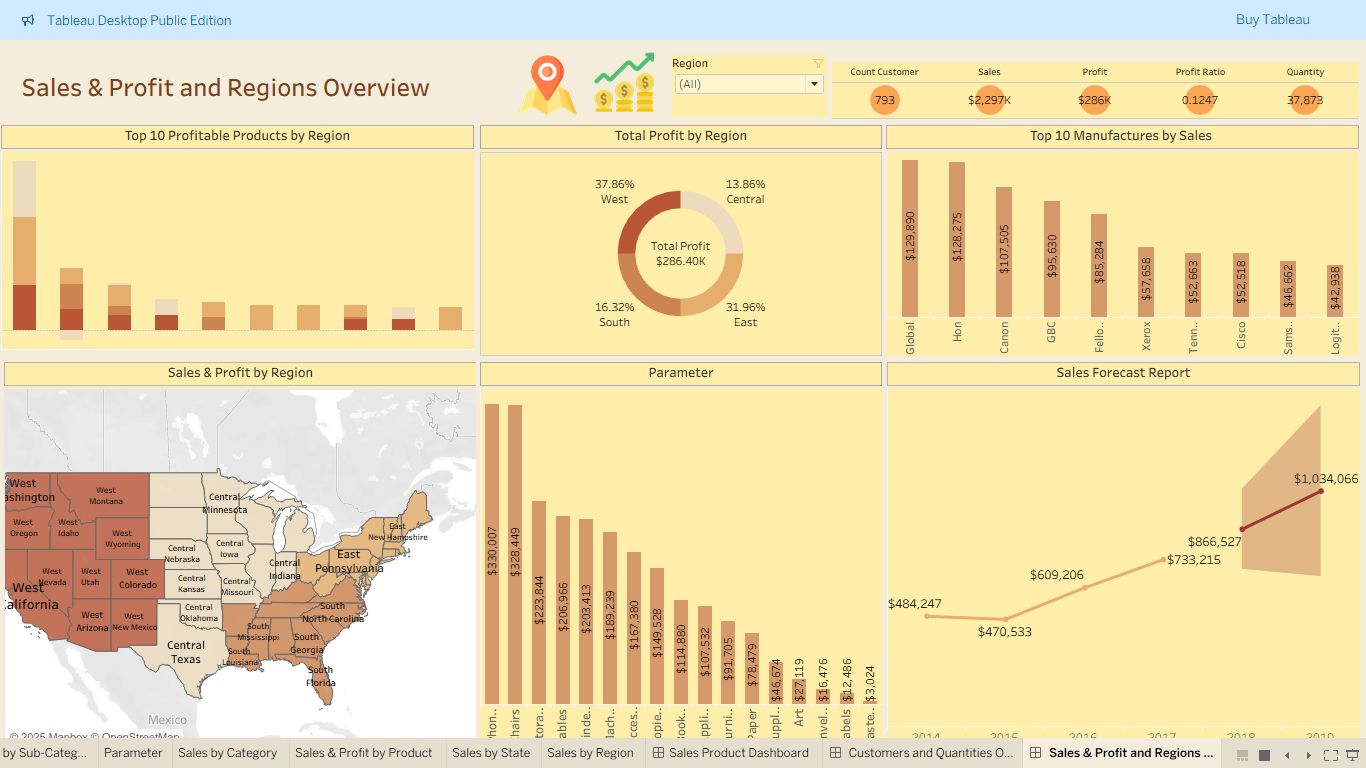 Tableau Desktop Public Edition
Buy Tableau
Sales & Profit and Regions Overview
Region
(All)
Count Customer Sales Profit Profit Ratio Quantity
793 $2,297K $286K 0.1247 37,873
Top 10 Profitable Products by Region
Total Profit by Region
37.86%
West
13.86%
Central
Total Profit
$286.40K
16.32%
South
31.96%
East
Top 10 Manufactures by Sales
$129,890
$128,275
$107,505
$95,630
$85,284
$57,658
$52,663
$52,518
$46,662
$42,938
Global
Hon
Canon
GBC
Fello..
Xerox
Tenn..
Cisco
Sams..
Logit..
Sales & Profit by Region
West
ashington
West
Montana
West
Oregon
West
Idaho
West
Wyoming
West
Nevada
West
Utah
West
Colorado
West
California
West
Arizona
West
New Mexico
Central
Minnesota
Central
Iowa
Central
Nebraska
Central
Kansas
Central
Missouri
Central
Indiana
Central
Oklahoma
Central
Texas
East
New Hampshire
East
Pennsylvania
South
North Carolina
South
Mississippi
South
Georgia
South
Louisiana
South
Florida
Mexico
© 2025 Mapbox © OpenStreetMap
Parameter
$330,007
$328,449
$223,844
$206,966
$203,413
$189,239
$167,380
$149,528
$114,880
$107,532
$91,705
$78,479
$46,674
$27,119
$16,476
$12,486
$3,024
hon..
hairs
tora..
ables
inde..
lach..
cces..
opie..
ook..
ppli..
urni..
Paper
uppl..
Art
nvel..
abels
aste..
Sales Forecast Report
$484,247
$470,533
$609,206
$733,215
$866,527
$1,034,066
2014
2015
2016
2017
2018
2019
by Sub-Categ...
Parameter
Sales by Category
Sales & Profit by Product
Sales by State
Sales by Region
Sales Product Dashboard
Customers and Quantities O...
Sales & Profit and Regions ...